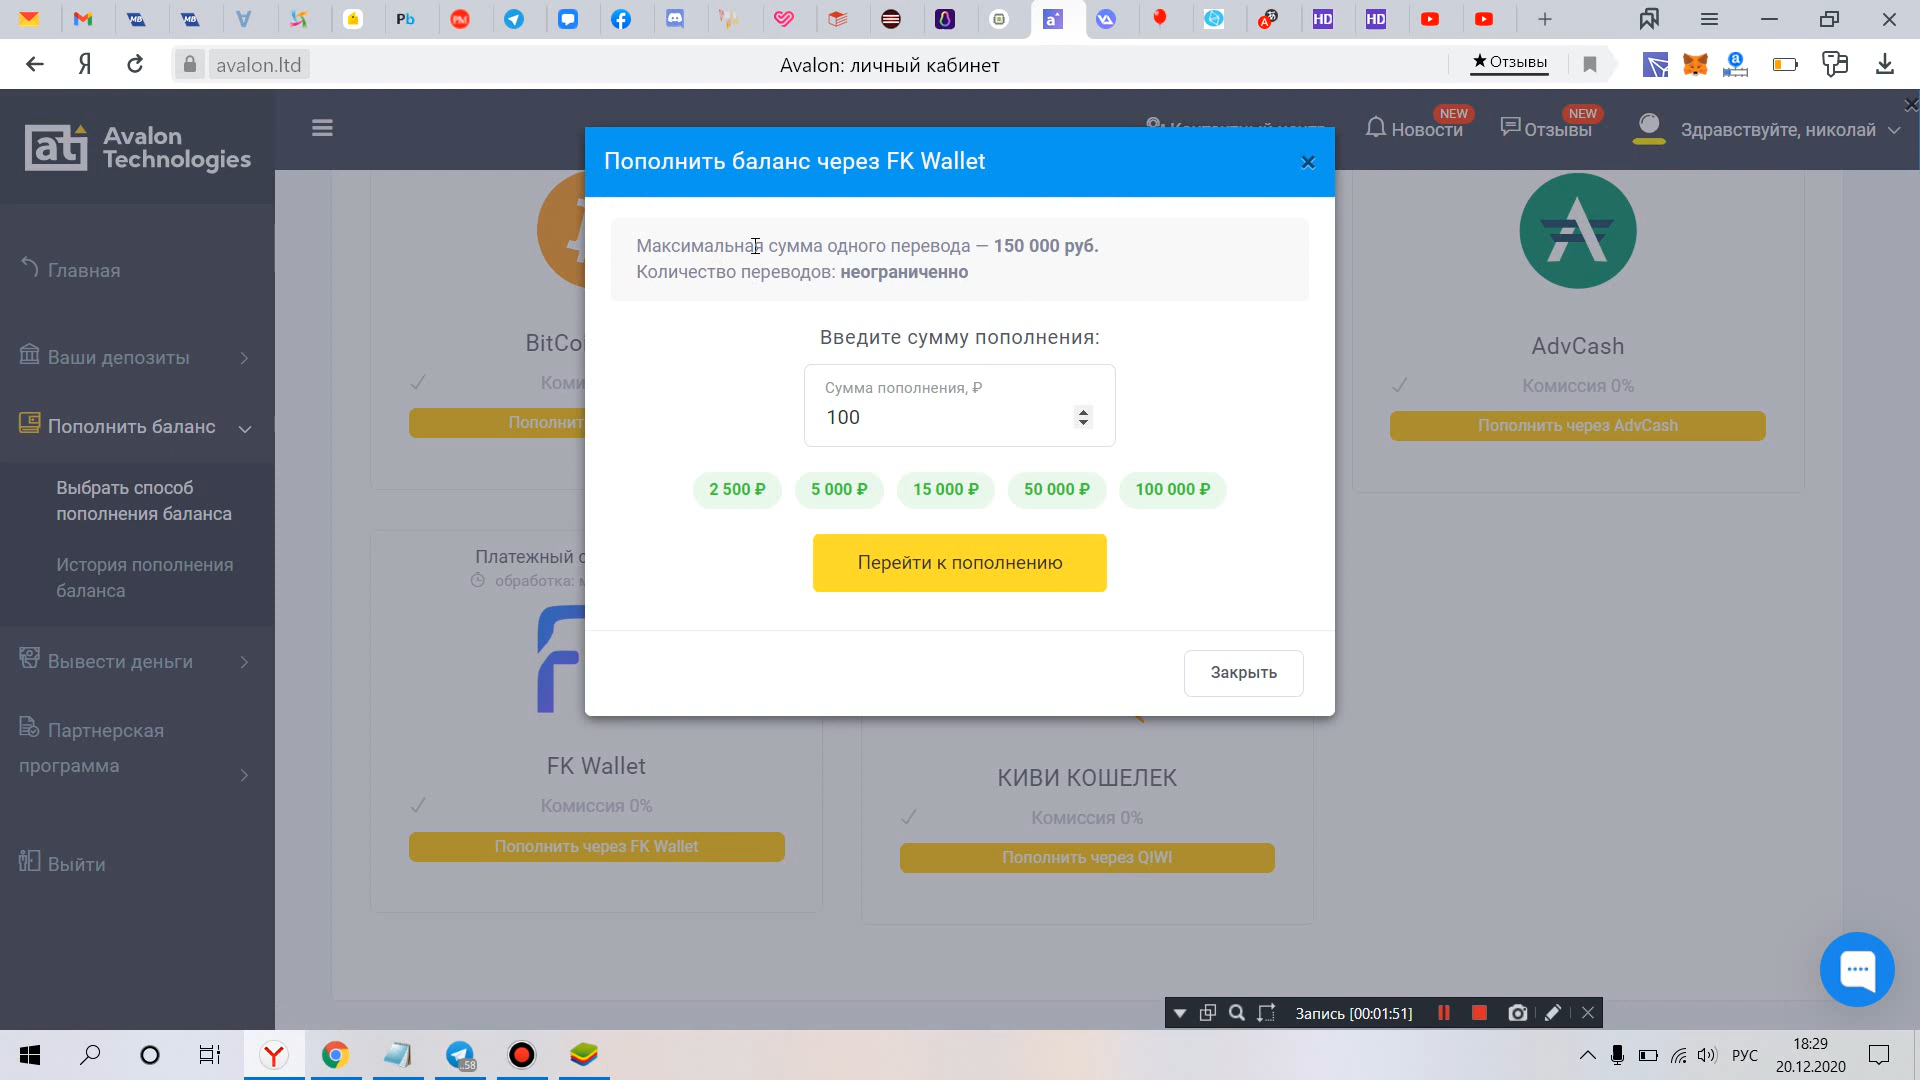 Pb
HD
HD
avalon.ltd
Avalon: личный кабинет
★ Отзывы
Avalon
Technologies
NEW
Новости
NEW
Отзывы
Здравствуйте, николай
Пополнить баланс через FK Wallet
Максимальная сумма одного перевода — 150 000 руб.
Количество переводов: неограниченно
Введите сумму пополнения:
Сумма пополнения, ₽
100
2 500 ₽
5 000 ₽
15 000 ₽
50 000 ₽
100 000 ₽
Перейти к пополнению
Закрыть
Главная
Ваши депозиты
Пополнить баланс
Выбрать способ
пополнения баланса
История пополнения
баланса
Вывести деньги
Партнерская
программа
Выйти
AdvCash
Комиссия 0%
Пополнить через AdvCash
FK Wallet
Комиссия 0%
Пополнить через FK Wallet
КИВИ КОШЕЛЕК
Комиссия 0%
Пополнить через QIWI
Запись [00:01:51]
РУС
18:29
20.12.2020